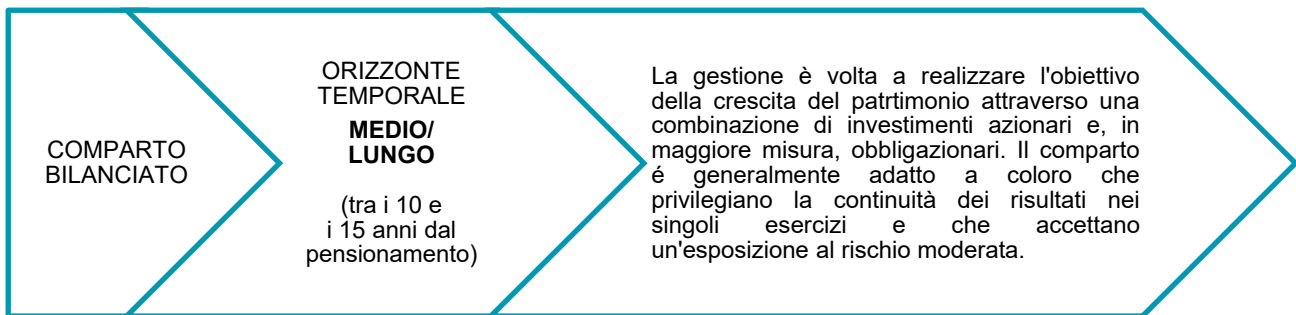 COMPARTO
BILANCIATO
ORIZZONTE
TEMPORALE
MEDIO/
LUNGO
(tra i 10 e
i 15 anni dal
pensionamento)
La gestione è volta a realizzare l'obiettivo
della crescita del patrtimonio attraverso una
combinazione di investimenti azionari e, in
maggiore misura, obbligazionari. Il comparto
é generalmente adatto a coloro che
privilegiano la continuità dei risultati nei
singoli esercizi e che accettano
un'esposizione al rischio moderata.